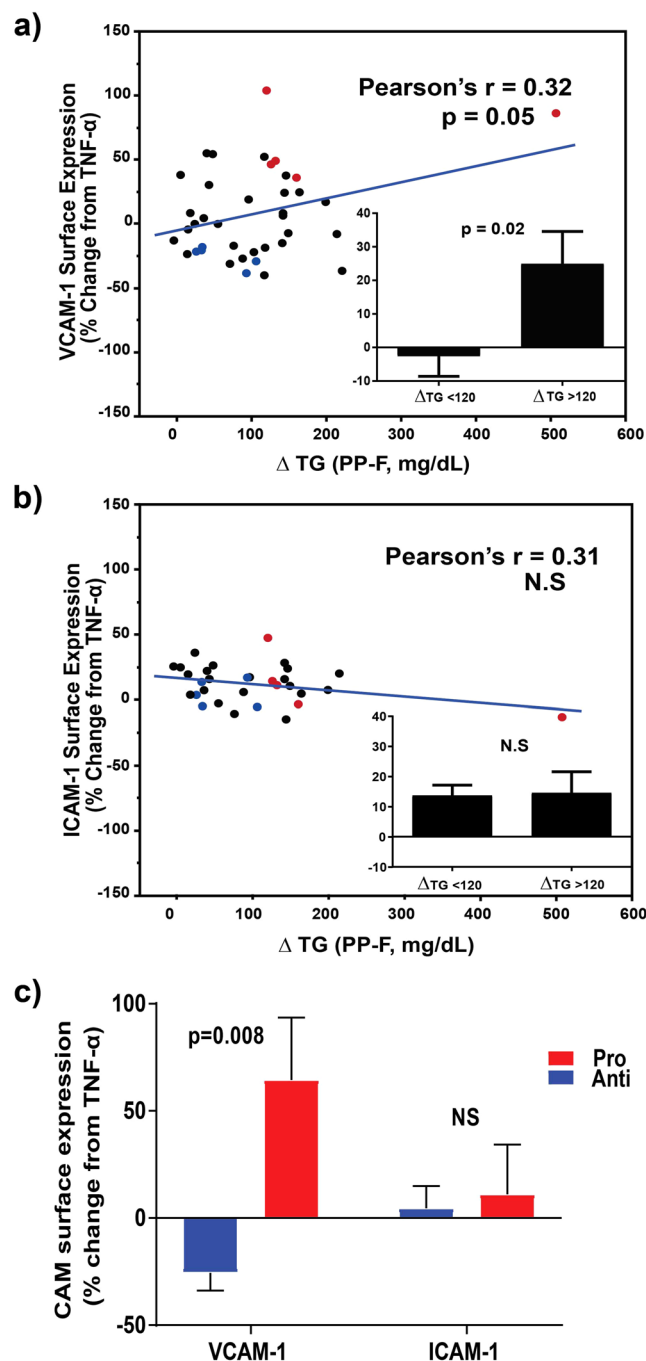 a)
VCAM-1 Surface Expression
(% Change from TNF-α)
150
100
50
0
-50
-100
-150
Pearson's r = 0.32
p = 0.05
p = 0.02
40
30
20
10
0
-10
Δ TG <120
Δ TG >120
0 100 200 300 400 500 600
Δ TG (PP-F, mg/dL)
b)
ICAM-1 Surface Expression
(% Change from TNF-α)
150
100
50
0
-50
-100
-150
Pearson's r = 0.31
N.S
N.S
40
30
20
10
0
-10
Δ TG <120
Δ TG >120
0 100 200 300 400 500 600
Δ TG (PP-F, mg/dL)
c)
CAM surface expression
(% change from TNF-α)
100
50
0
-50
p=0.008
NS
Pro
Anti
VCAM-1 ICAM-1